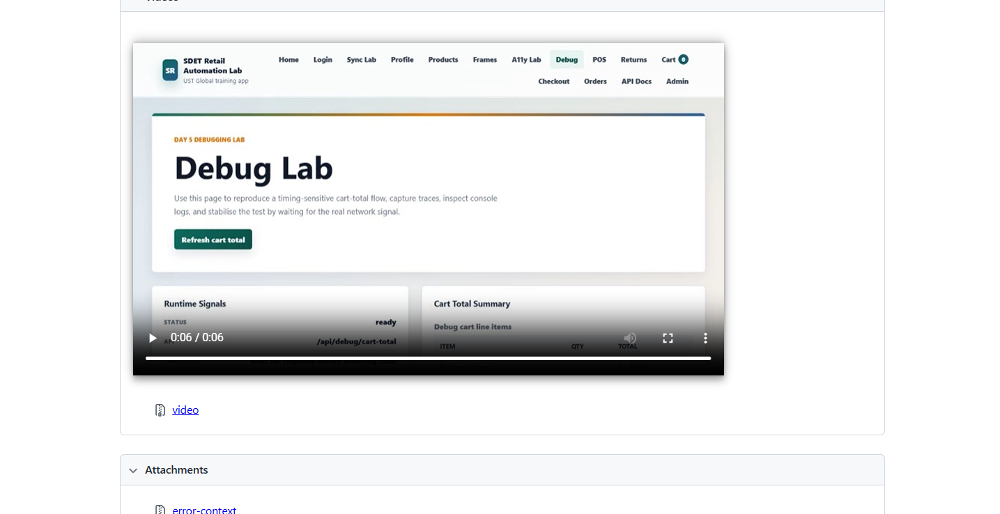 SR
SDET Retail
Automation Lab
UST Global training app
Home Login Sync Lab Profile Products Frames A11y Lab Debug POS Returns Cart 0
Checkout Orders API Docs Admin
DAY 5 DEBUGGING LAB
Debug Lab
Use this page to reproduce a timing-sensitive cart-total flow, capture traces, inspect console
logs, and stabilise the test by waiting for the real network signal.
Refresh cart total
Runtime Signals
STATUS ready
API /api/debug/cart-total
Cart Total Summary
Debug cart line items
ITEM QTY TOTAL
0:06 / 0:06
video
Attachments
error-context